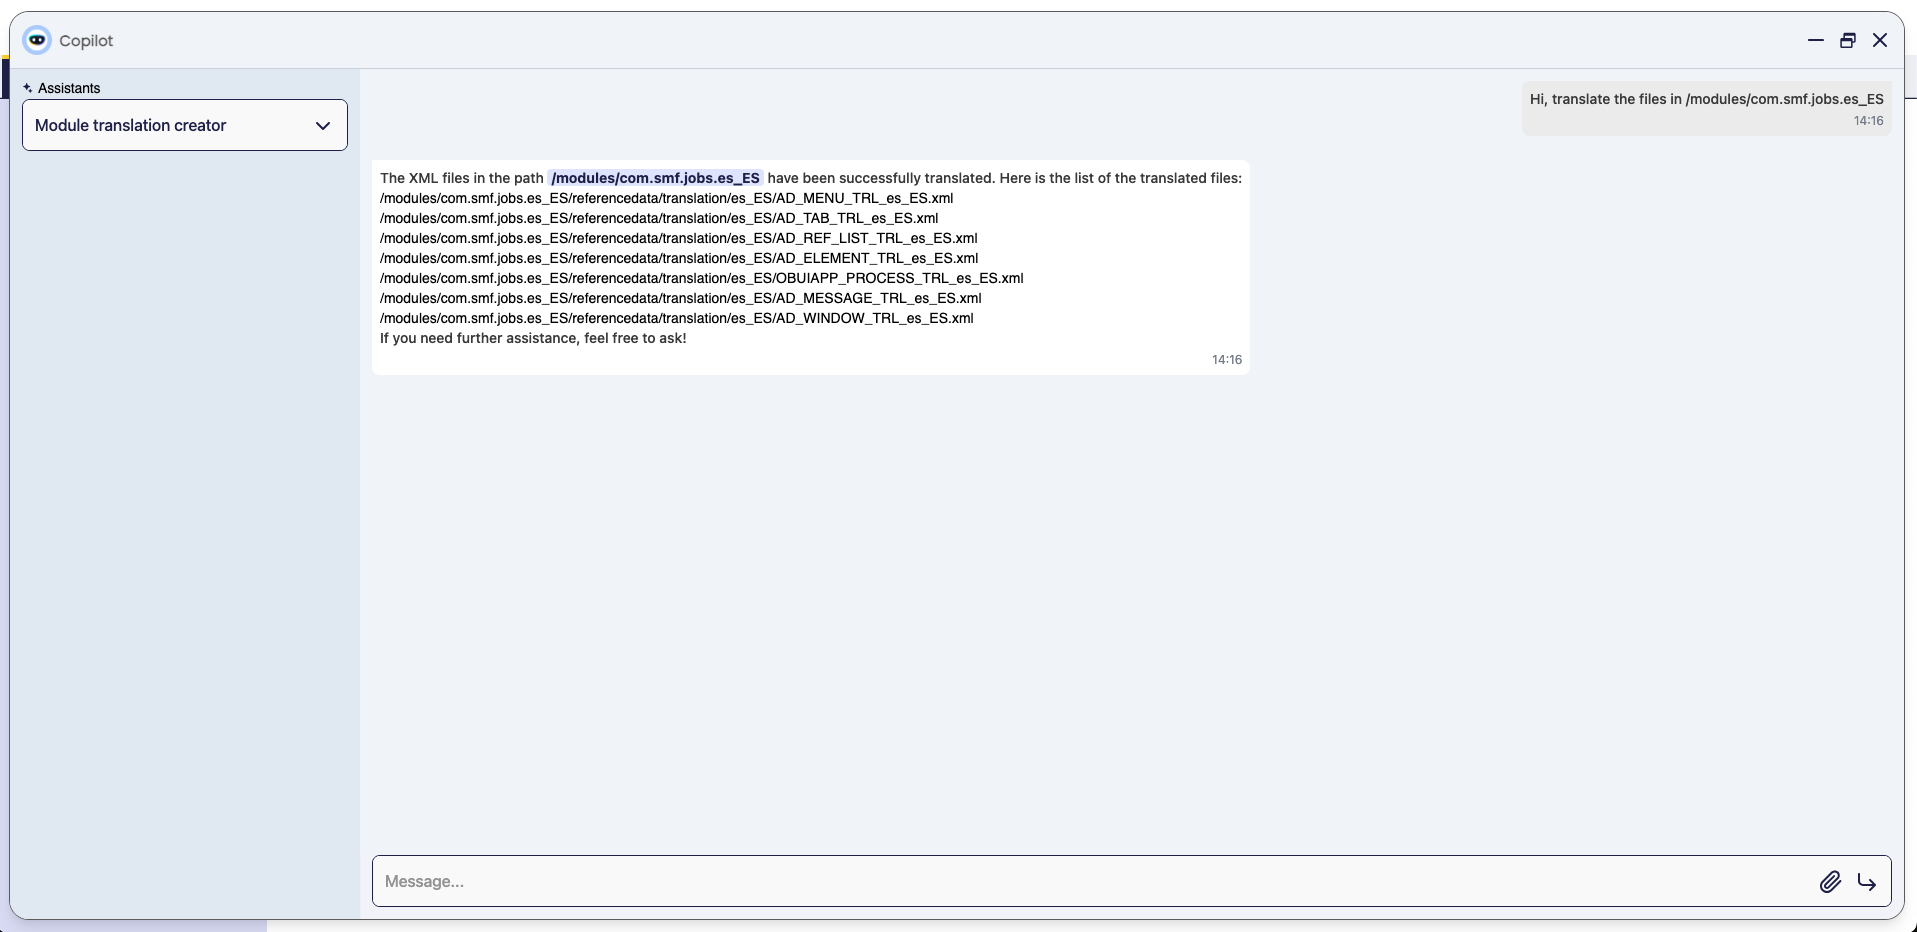 Copilot
Assistants
Module translation creator
Hi, translate the files in /modules/com.smf.jobs.es_ES
14:16
The XML files in the path /modules/com.smf.jobs.es_ES have been successfully translated. Here is the list of the translated files:
/modules/com.smf.jobs.es_ES/referencedata/translation/es_ES/AD_MENU_TRL_es_ES.xml
/modules/com.smf.jobs.es_ES/referencedata/translation/es_ES/AD_TAB_TRL_es_ES.xml
/modules/com.smf.jobs.es_ES/referencedata/translation/es_ES/AD_REF_LIST_TRL_es_ES.xml
/modules/com.smf.jobs.es_ES/referencedata/translation/es_ES/AD_ELEMENT_TRL_es_ES.xml
/modules/com.smf.jobs.es_ES/referencedata/translation/es_ES/OBUIAPP_PROCESS_TRL_es_ES.xml
/modules/com.smf.jobs.es_ES/referencedata/translation/es_ES/AD_MESSAGE_TRL_es_ES.xml
/modules/com.smf.jobs.es_ES/referencedata/translation/es_ES/AD_WINDOW_TRL_es_ES.xml
If you need further assistance, feel free to ask!
14:16
Message...